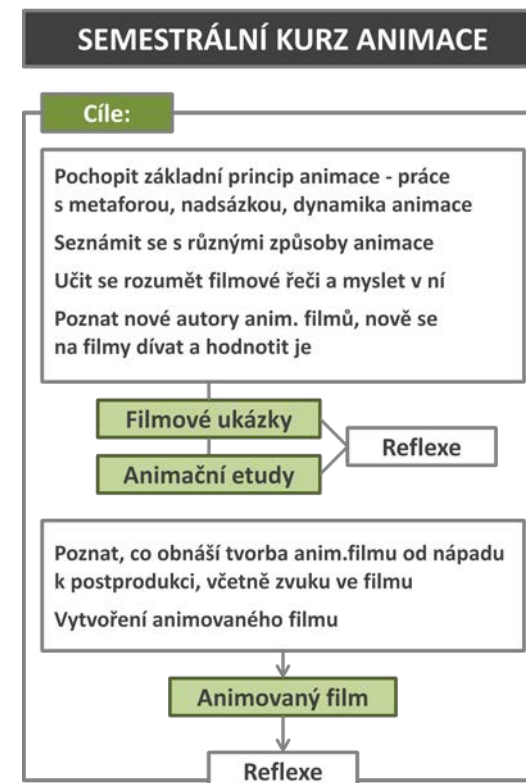 SEMESTRÁLNÍ KURZ ANIMACE
Cíle:
Pochopit základní princip animace - práce
s metaforou, nadsázkou, dynamika animace
Seznámit se s různými způsoby animace
Učit se rozumět filmové řeči a myslet v ní
Poznat nové autory anim. filmů, nově se
na filmy dívat a hodnotit je
Filmové ukázky
Reflexe
Animační etudy
Poznat, co obnáší tvorba anim.filmu od nápadu
k postprodukci, včetně zvuku ve filmu
Vytvoření animovaného filmu
Animovaný film
Reflexe